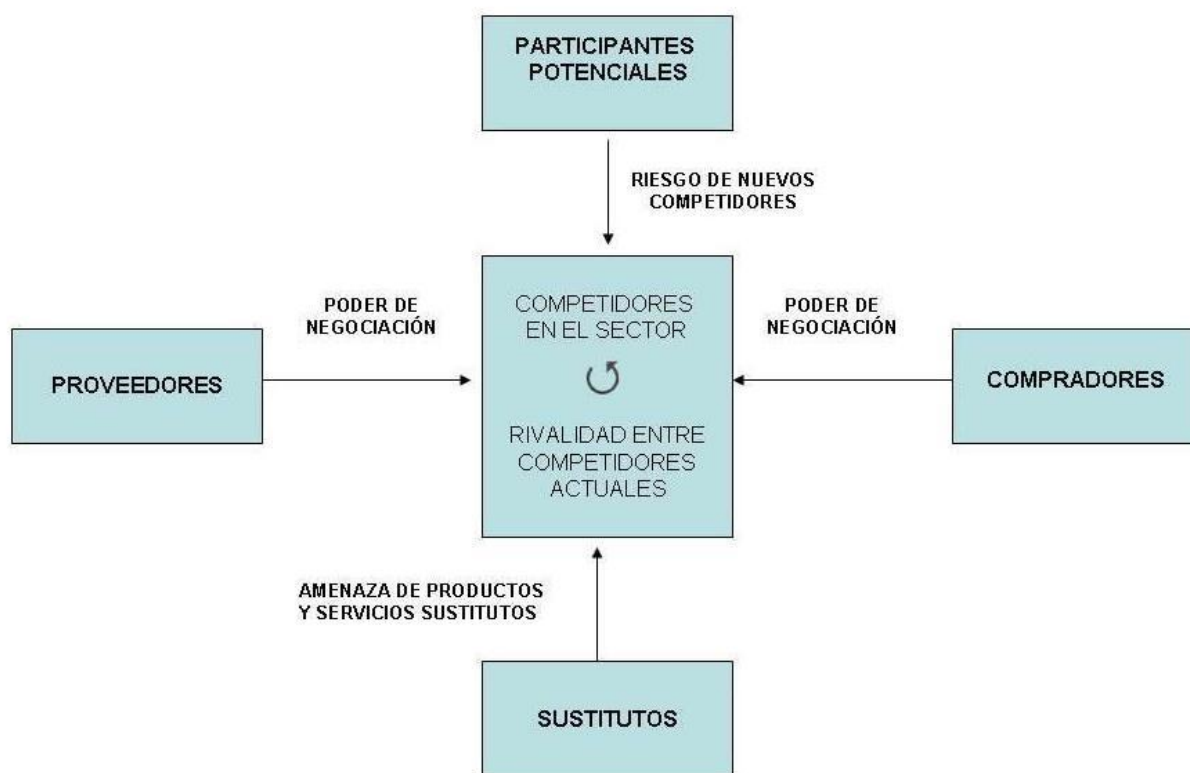 PARTICIPANTES
POTENCIALES
RIESGO DE NUEVOS
COMPETIDORES
PODER DE
NEGOCIACIÓN
PROVEEDORES
COMPETIDORES
EN EL SECTOR
RIVALIDAD ENTRE
COMPETIDORES
ACTUALES
PODER DE
NEGOCIACIÓN
COMPRADORES
AMENAZA DE PRODUCTOS
Y SERVICIOS SUSTITUTOS
SUSTITUTOS